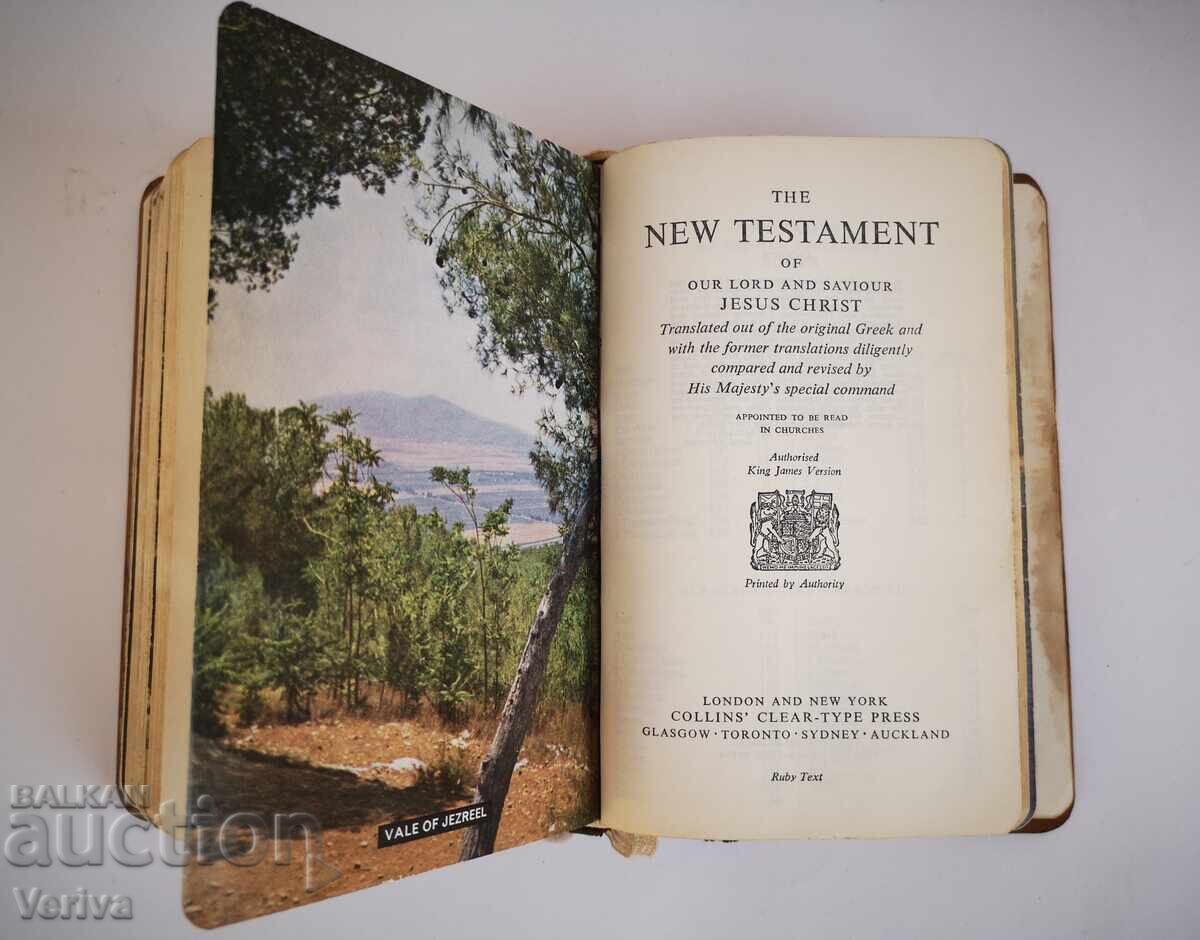 VALE OF JEZREEL
THE
NEW TESTAMENT
OF
OUR LORD AND SAVIOUR
JESUS CHRIST
Translated out of the original Greek and
with the former translations diligently
compared and revised by
His Majesty's special command
APPOINTED TO BE READ
IN CHURCHES
Authorised
King James Version
Printed by Authority
LONDON AND NEW YORK
COLLINS' CLEAR-TYPE PRESS
GLASGOW · TORONTO · SYDNEY · AUCKLAND
Ruby Text
BALKAN
auction
Veriva